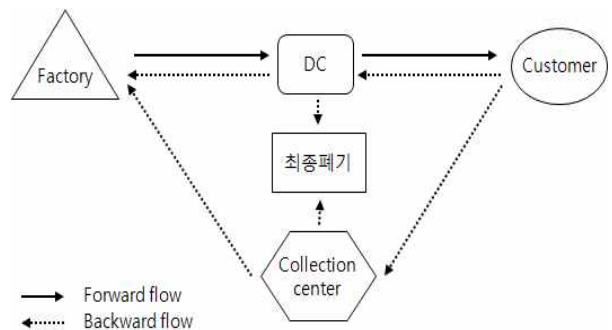 Factory
DC
Customer
최종폐기
Collection
center
Forward flow
Backward flow